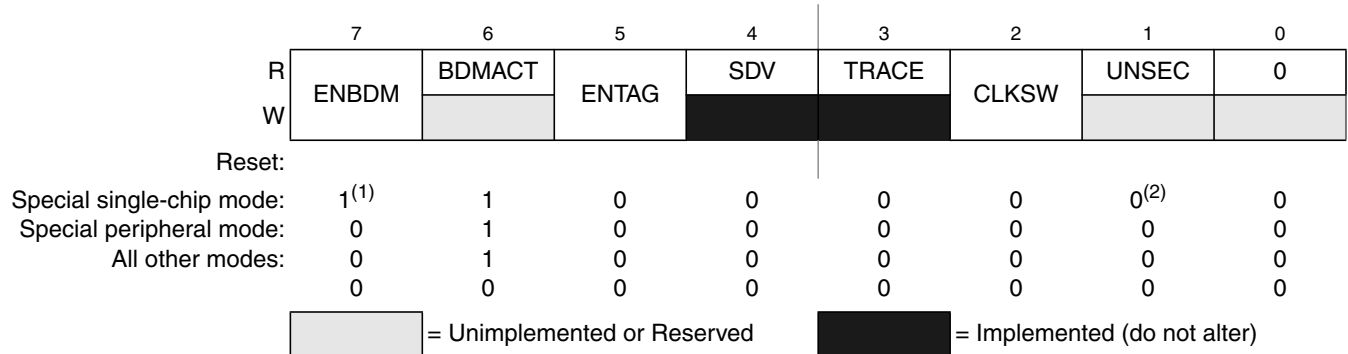 7 6 5 4 3 2 1 0
R ENBDM BDMACT ENTAG SDV TRACE CLKSW UNSEC 0
W
Reset:
Special single-chip mode: 1(1) 1 0 0 0 0 0(2) 0
Special peripheral mode: 0 1 0 0 0 0 0 0
All other modes: 0 1 0 0 0 0 0 0
0 0 0 0 0 0 0 0
= Unimplemented or Reserved = Implemented (do not alter)